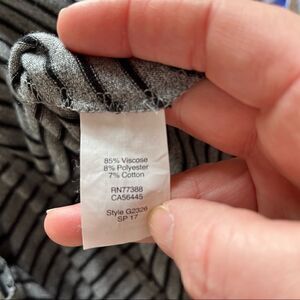 85% Viscose
8% Polyester
7% Cotton
RN77388
CA56445
Style G2326
SP 17